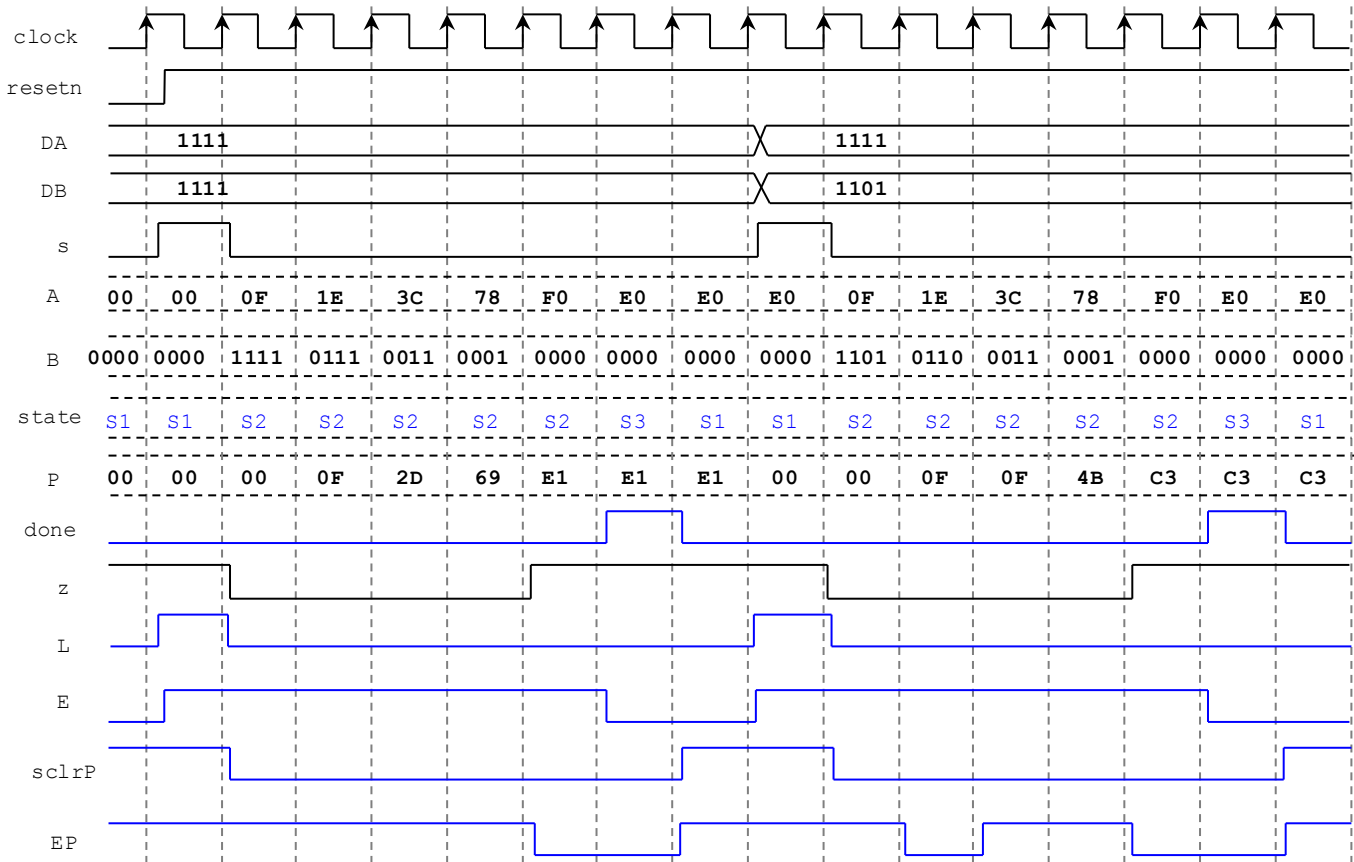 clock
resetn
DA 1111 1111
DB 1111 1101
s
A 00 00 0F 1E 3C 78 F0 E0 E0 E0 0F 1E 3C 78 F0 E0 E0
B 0000 0000 1111 0111 0011 0001 0000 0000 0000 0000 1101 0110 0011 0001 0000 0000 0000
state S1 S1 S2 S2 S2 S2 S2 S3 S1 S1 S2 S2 S2 S2 S2 S3 S1
P 00 00 00 0F 2D 69 E1 E1 E1 00 00 0F 0F 4B C3 C3 C3
done
z
L
E
sclrP
EP